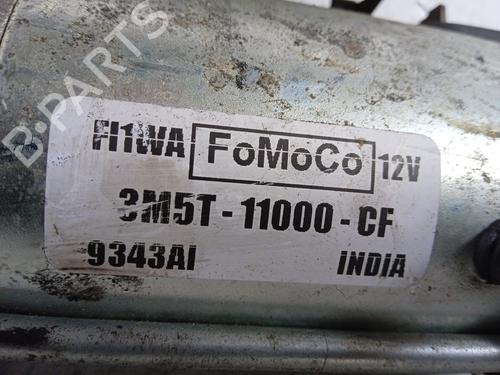 B-PARTS
FI1WA FoMoCo 12V
3M5T-11000-CF
9343AI INDIA